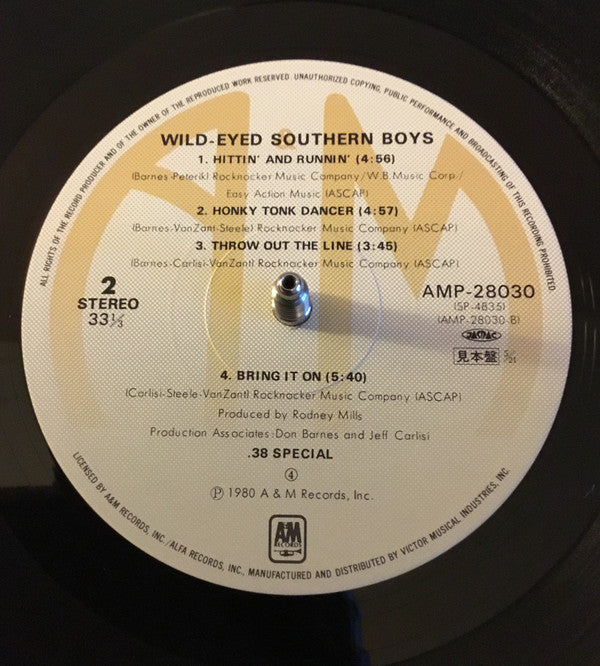 ALL RIGHTS OF THE RECORD PRODUCER AND OF THE OWNER OF THE REPRODUCED WORK RESERVED. UNAUTHORIZED COPYING, PUBLIC PERFORMANCE AND BROADCASTING OF THIS RECORDING PROHIBITED
WILD-EYED SOUTHERN BOYS
1. HITTIN' AND RUNNIN' (4:56)
(Barnes-Peterik) Rocknocker Music Company/W.B Music Corp./
Easy Action Music (ASCAP)
2. HONKY TONK DANCER (4:57)
(Barnes-VanZant-Steele) Rocknocker Music Company (ASCAP)
3. THROW OUT THE LINE (3:45)
(Barnes-Carlisi-VanZant) Rocknocker Music Company (ASCAP)
2
STEREO
33⅓
AMP-28030
(SP-4835)
(AMP-28030-B)
JASRAC
見本盤
4. BRING IT ON (5:40)
(Carlisi-Steele-VanZant) Rocknocker Music Company (ASCAP)
Produced by Rodney Mills
Production Associates: Don Barnes and Jeff Carlisi
.38 SPECIAL
④
Ⓟ 1980 A & M Records, Inc.
A&M
RECORDS
LICENSED BY A&M RECORDS, INC./ALFA RECORDS, INC., MANUFACTURED AND DISTRIBUTED BY VICTOR MUSICAL INDUSTRIES, INC.